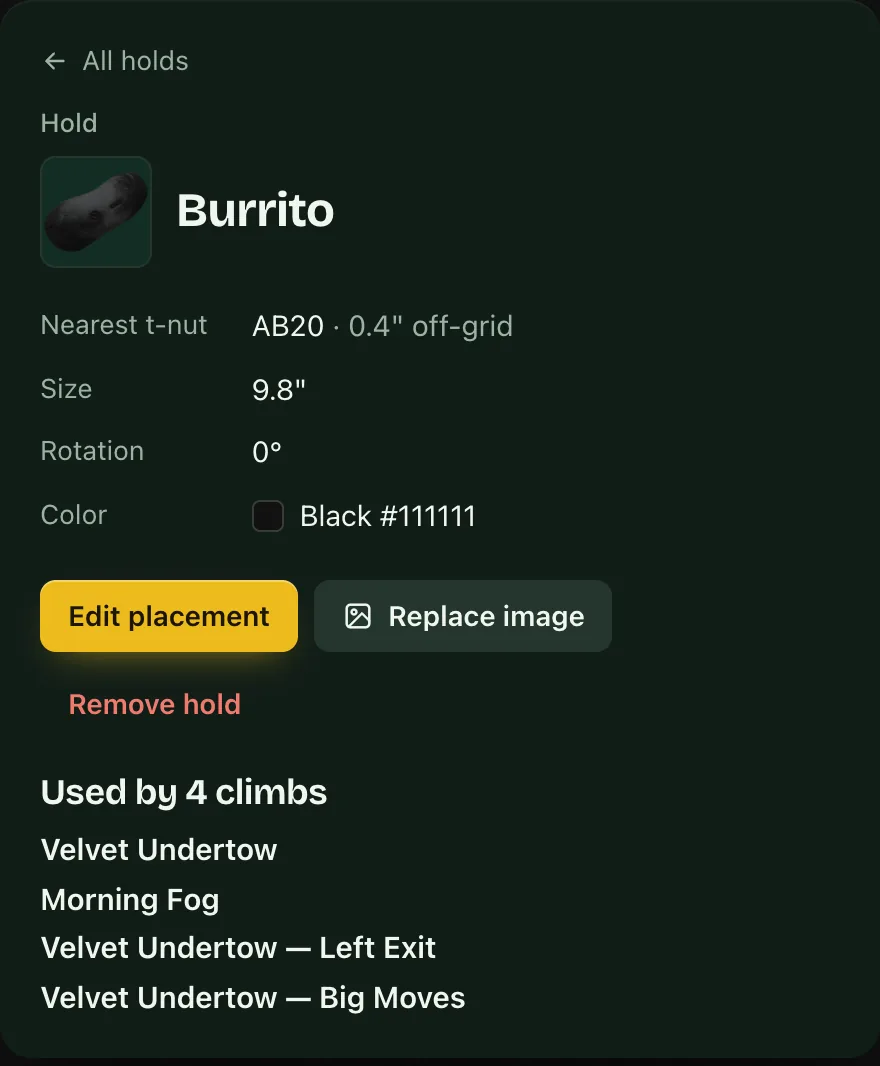 ← All holds
Hold
Burrito
Nearest t-nut AB20 · 0.4" off-grid
Size 9.8"
Rotation 0°
Color Black #111111
Edit placement Replace image
Remove hold
Used by 4 climbs
Velvet Undertow
Morning Fog
Velvet Undertow — Left Exit
Velvet Undertow — Big Moves